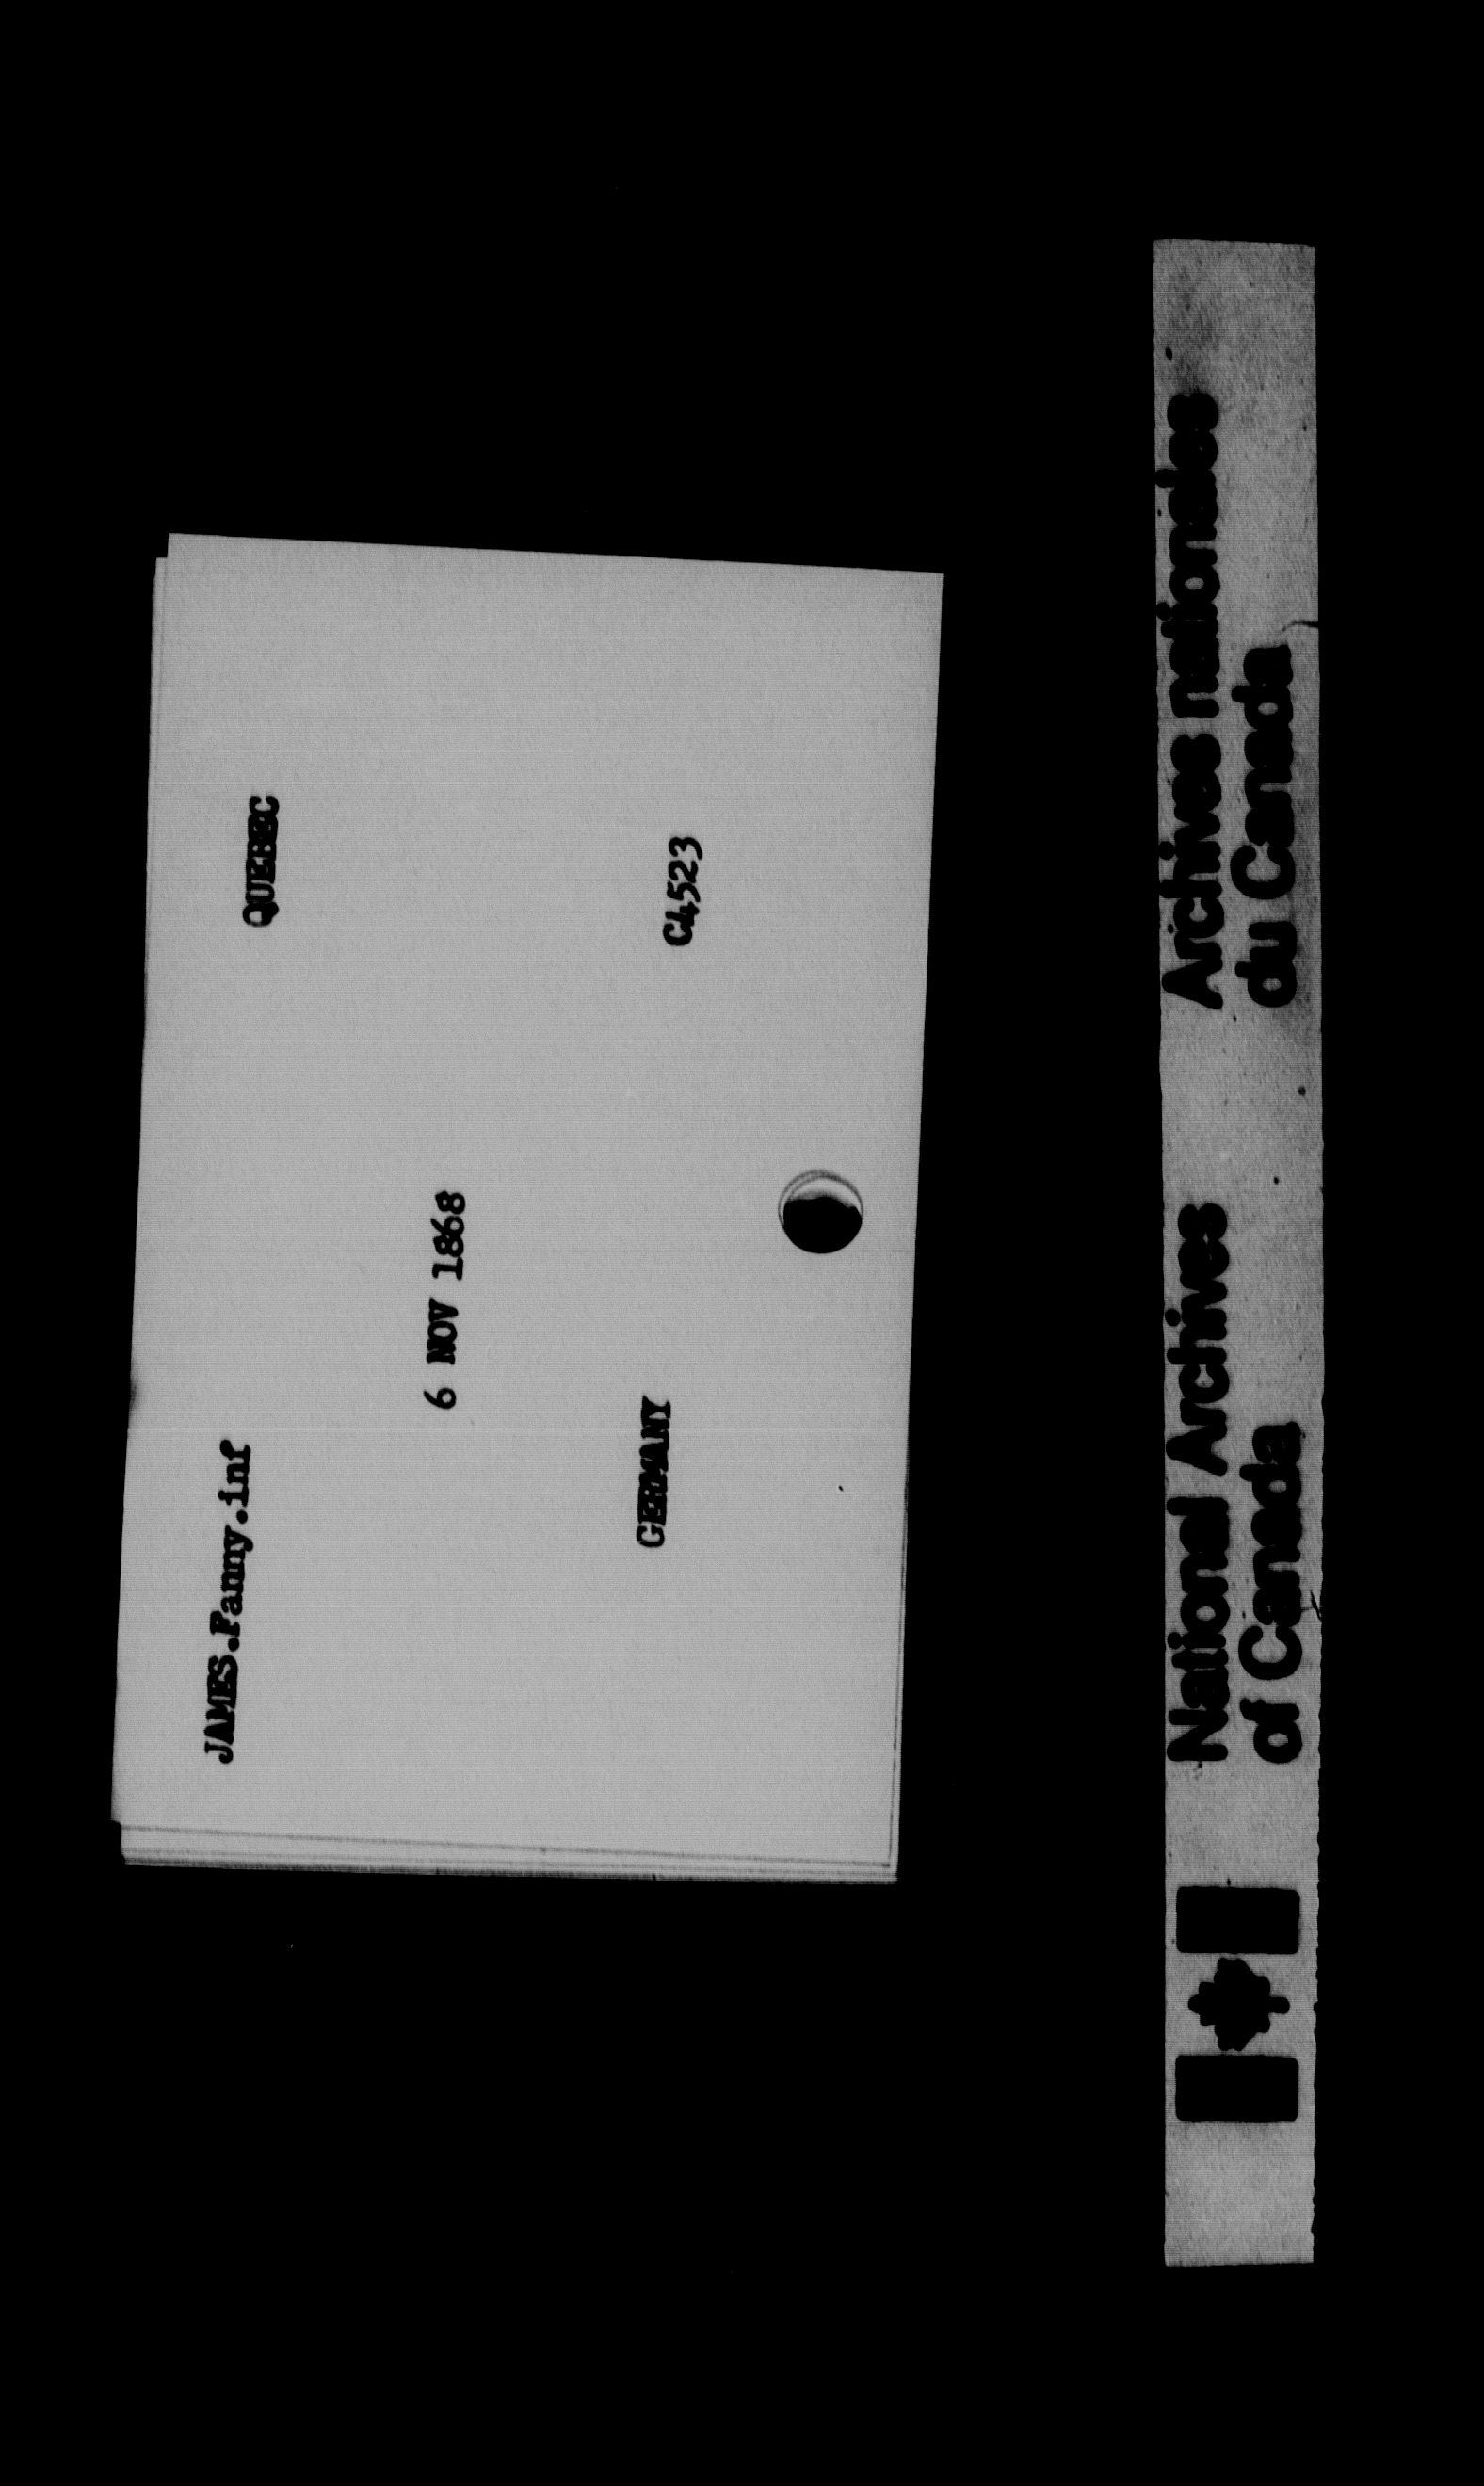 JAMES.Fanny.inf QUEBEC
6 NOV 1868
GERMANY C4523
National Archives
of Canada
Archives nationales
du Canada